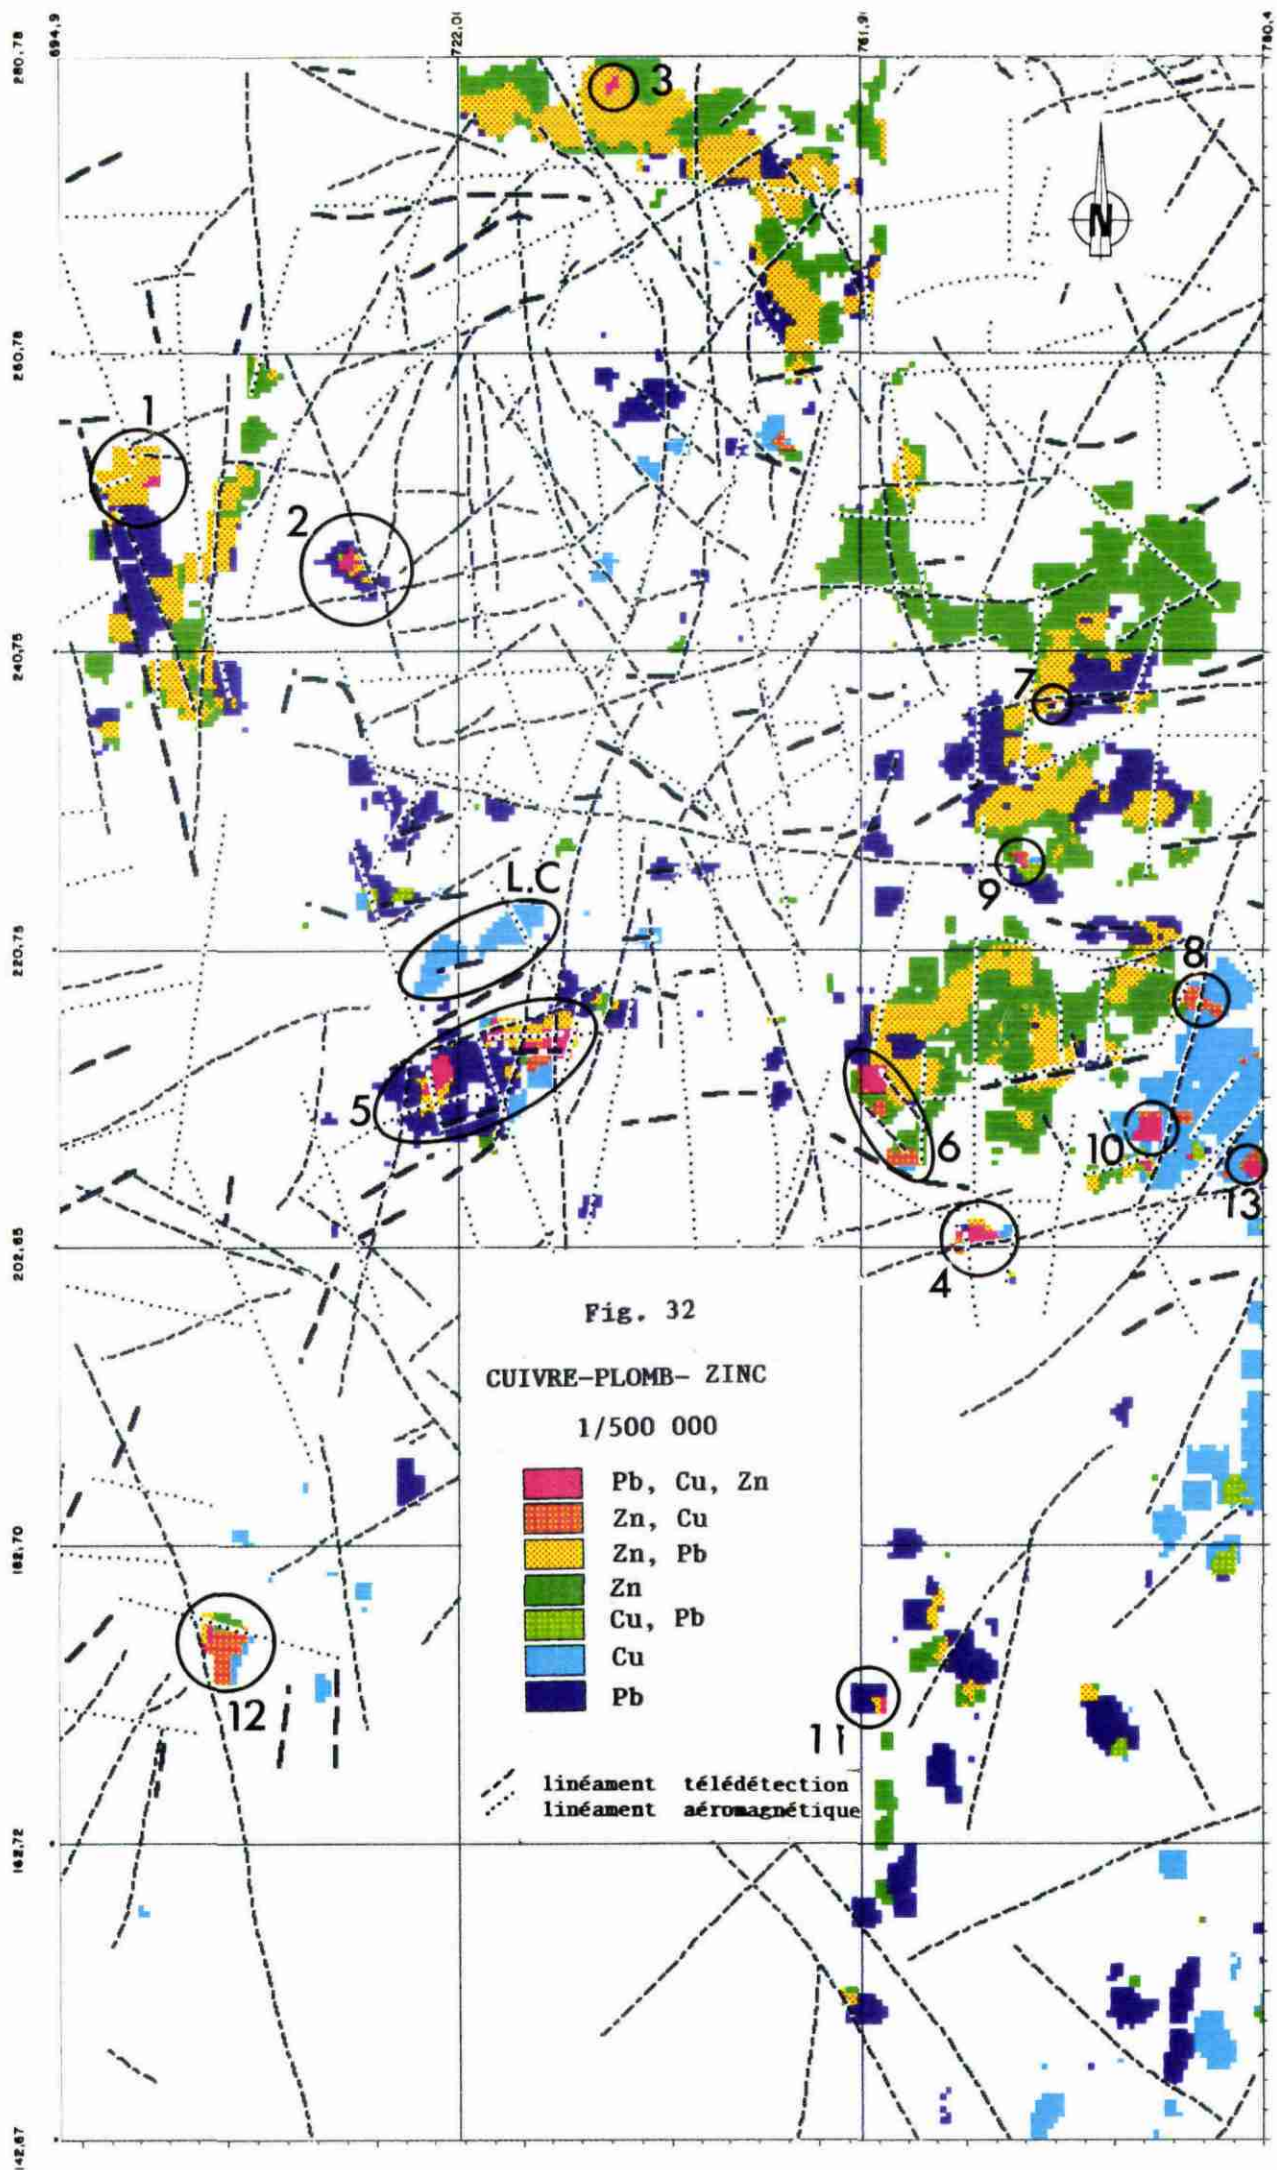 694,9
722,0
751,9
780,4
280,78
3
N
260,78
1
2
240,75
7
L.C
9
220,75
8
5
6
10
13
202,65
4
Fig. 32
CUIVRE-PLOMB- ZINC
1/500 000
Pb, Cu, Zn
Zn, Cu
182,70
Zn, Pb
Zn
Cu, Pb
Cu
Pb
12
11
linéament télédétection
linéament aéromagnétique
162,72
142,67